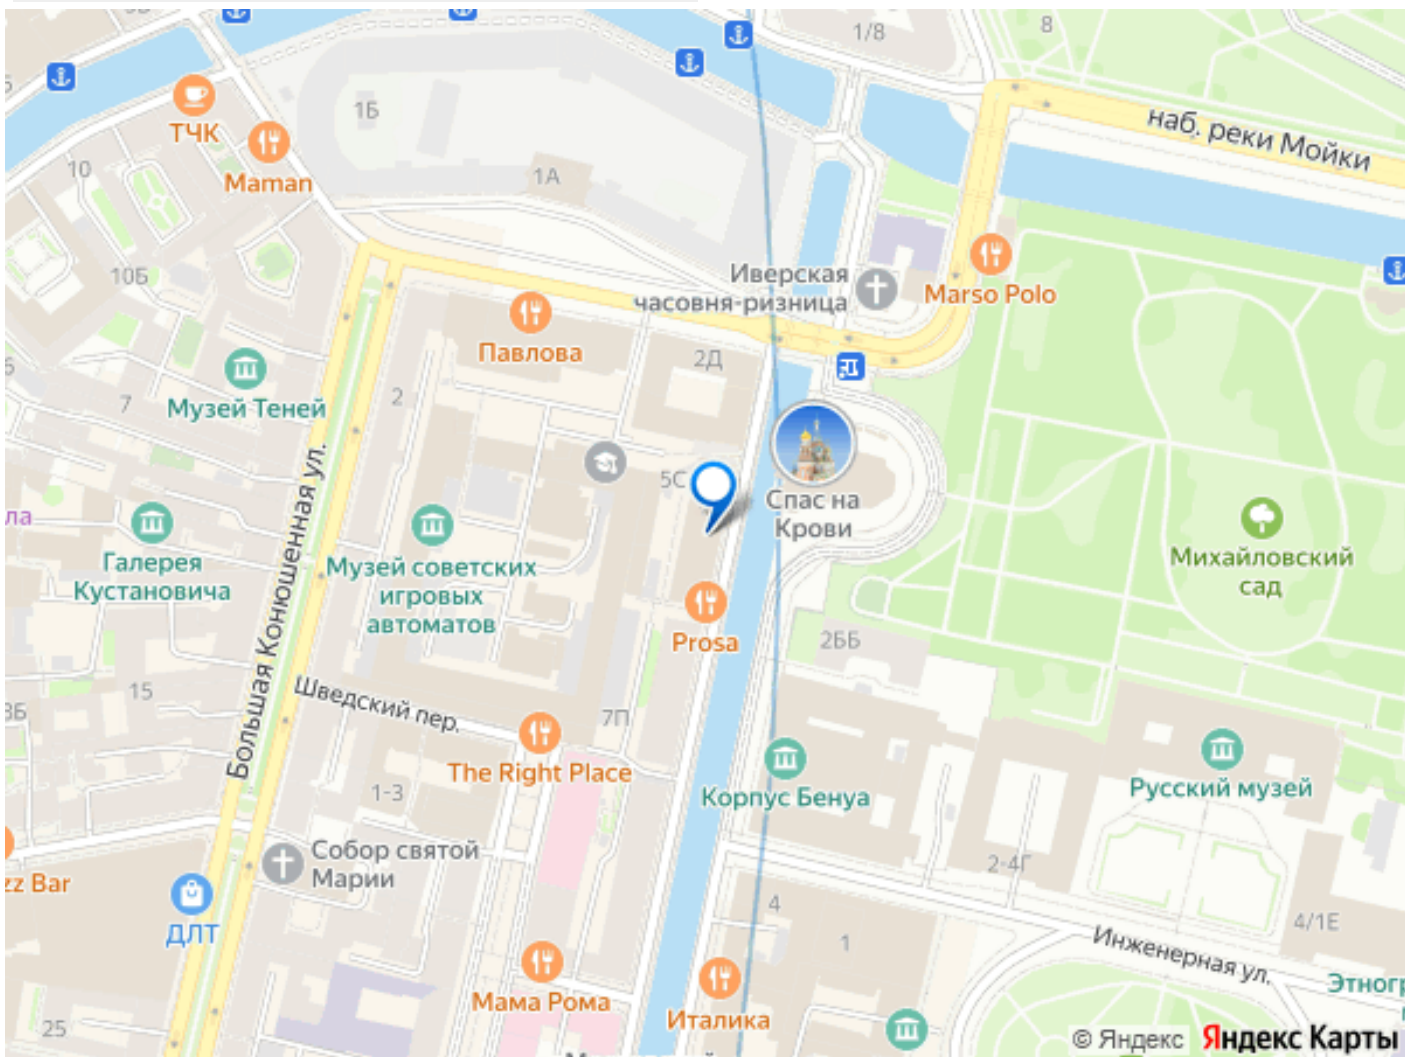 8
1/8
1Б
ТЧК
наб. реки Мойки
Maman
10
1А
Иверская
часовня-ризница
10Б
Marso Polo
Павлова
2Д
Музей Теней
2
7
5С
Спас на
Крови
ла
Галерея
Кустановича
Музей советских
игровых
автоматов
Михайловский
сад
Большая Конюшенная ул.
Prosa
2ББ
15
Шведский пер.
7П
The Right Place
Корпус Бенуа
Русский музей
1-3
Собор святой
Марии
2-4Г
zz Bar
ДЛТ
4
1
4/1Е
Инженерная ул.
Этног
Мама Рома
Италика
25
© Яндекс Яндекс Карты